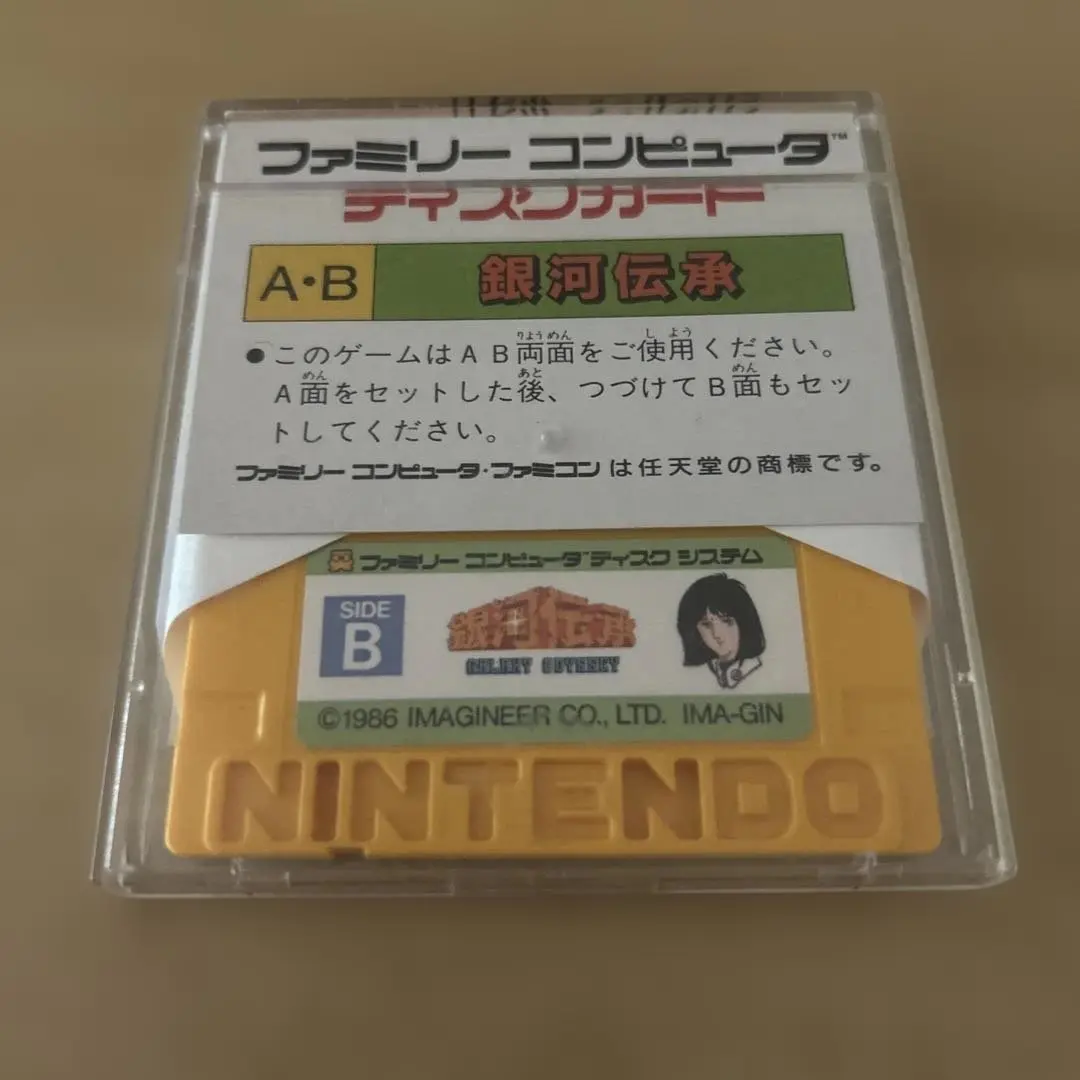 ファミリー コンピュータ™
ディスクカード
A・B 銀河伝承
●このゲームはＡＢ両面をご使用ください。
A面をセットした後、つづけてB面もセッ
トしてください。
ファミリー コンピュータ・ファミコン は任天堂の商標です。
ファミリー コンピュータ™ディスク システム
SIDE
B
銀河伝承
GALAXY ODYSSEY
©1986 IMAGINEER CO., LTD. IMA-GIN
NINTENDO